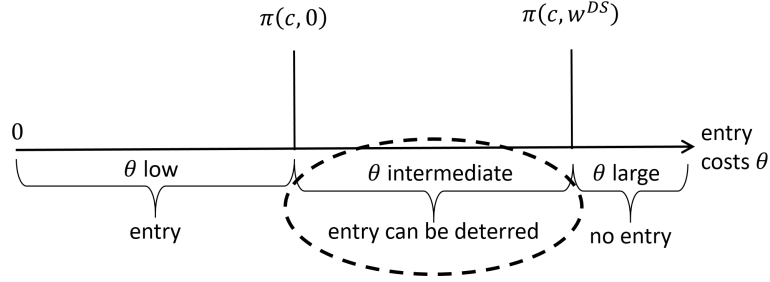 π(c, 0)
π(c, w^{DS})
0
entry
costs θ
θ low
θ intermediate
θ large
entry
entry can be deterred
no entry